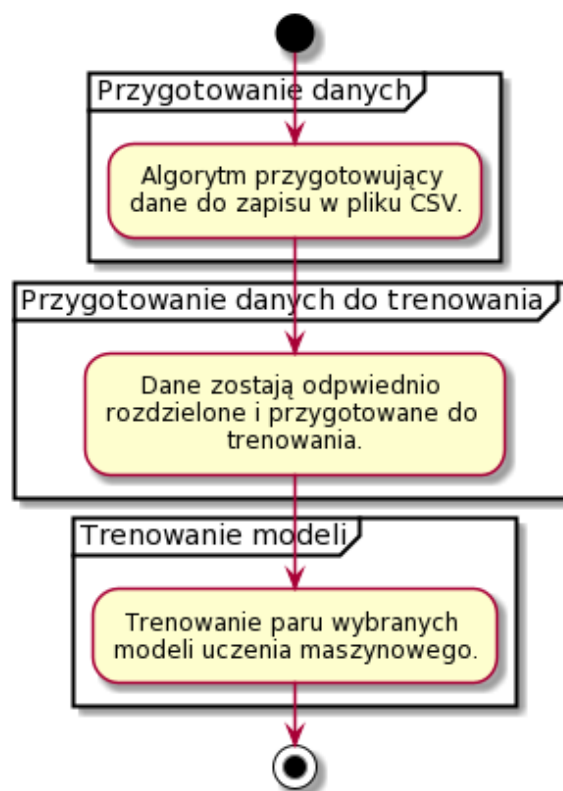 Przygotowanie danych
Algorytm przygotowujący
dane do zapisu w pliku CSV.
Przygotowanie danych do trenowania
Dane zostają odpwiednio
rozdzielone i przygotowane do
trenowania.
Trenowanie modeli
Trenowanie paru wybranych
modeli uczenia maszynowego.